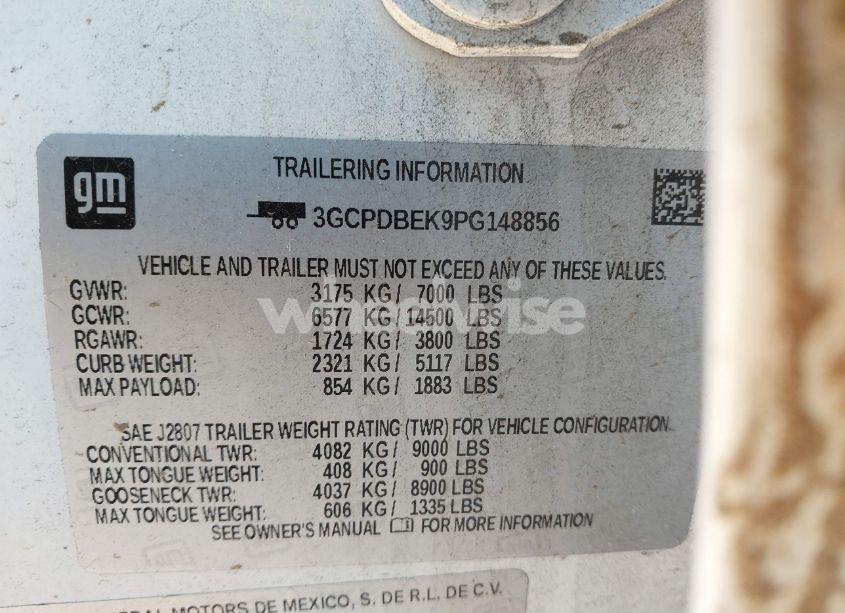 gm
TRAILERING INFORMATION
3GCPDBEK9PG148856
VEHICLE AND TRAILER MUST NOT EXCEED ANY OF THESE VALUES.
GVWR: 3175 KG / 7000 LBS
GCWR: 6577 KG / 14500 LBS
RGAWR: 1724 KG / 3800 LBS
CURB WEIGHT: 2321 KG / 5117 LBS
MAX PAYLOAD: 854 KG / 1883 LBS
SAE J2807 TRAILER WEIGHT RATING (TWR) FOR VEHICLE CONFIGURATION.
CONVENTIONAL TWR: 4082 KG / 9000 LBS
MAX TONGUE WEIGHT: 408 KG / 900 LBS
GOOSENECK TWR: 4037 KG / 8900 LBS
MAX TONGUE WEIGHT: 606 KG / 1335 LBS
SEE OWNER'S MANUAL FOR MORE INFORMATION
MOTORS DE MEXICO, S. DE R.L. DE C.V.